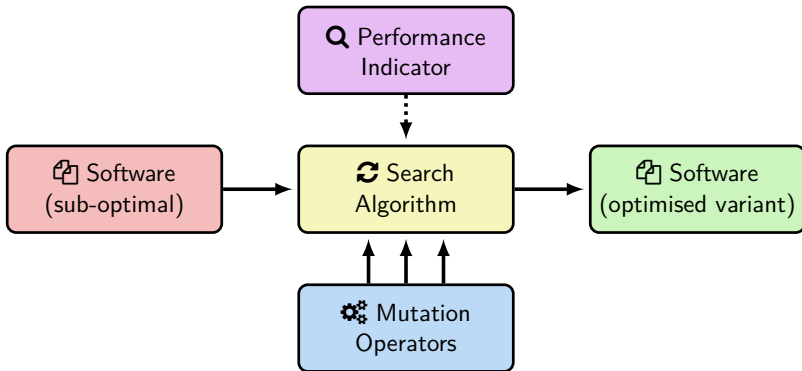 Performance
Indicator
Software
(sub-optimal)
Search
Algorithm
Software
(optimised variant)
Mutation
Operators